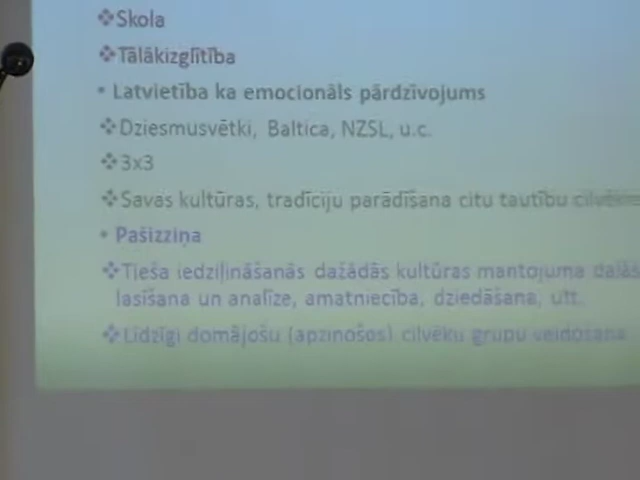 ❖Skola
❖Tālākizglītība
• Latvietība ka emocionāls pārdzīvojums
❖Dziesmusvētki, Baltica, NZSL, u.c.
❖3x3
❖Savas kultūras, tradīciju parādīšana citu tautību
• Pašizziņa
❖Tieša iedziļināšanās dažādās kultūras mantojuma
lasīšana un analīze, amatniecība, dziedāšana, utt.
❖Līdzīgi domājošu (apzinošos) cilvēku grupu veidošana